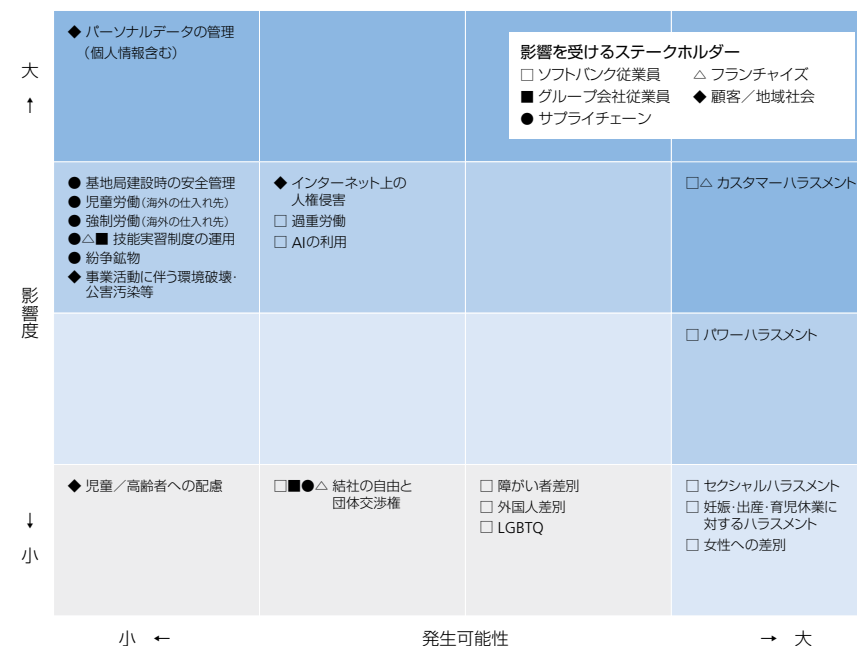 ◆ パーソナルデータの管理
（個人情報含む）
影響を受けるステークホルダー
□ ソフトバンク従業員
△ フランチャイズ
■ グループ会社従業員
◆ 顧客／地域社会
● サプライチェーン
大
↑
影響度
↓
小
● 基地局建設時の安全管理
● 児童労働（海外の仕入れ先）
● 強制労働（海外の仕入れ先）
●△■ 技能実習制度の運用
● 紛争鉱物
◆ 事業活動に伴う環境破壊・
公害汚染等
◆ インターネット上の
人権侵害
□ 過重労働
□ AIの利用
□△ カスタマーハラスメント
□ パワーハラスメント
◆ 児童／高齢者への配慮
□■●△ 結社の自由と
団体交渉権
□ 障がい者差別
□ 外国人差別
□ LGBTQ
□ セクシャルハラスメント
□ 妊娠・出産・育児休業に
対するハラスメント
□ 女性への差別
小 ←
発生可能性
→ 大